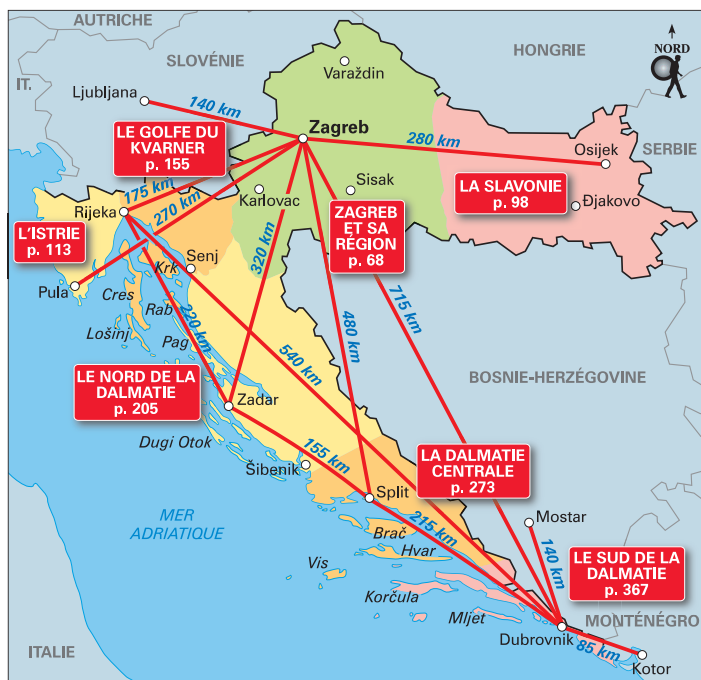 AUTRICHE
NORD
SLOVÉNIE
HONGRIE
Varaždin
IT.
Ljubljana
140 km
Zagreb
LE GOLFE DU
KVARNER
p. 155
280 km
SERBIE
Osijek
175 km
270 km
Karlovac
Sisak
LA SLAVONIE
p. 98
Đjakovo
Rijeka
ZAGREB
ET SA
RÉGION
p. 68
L'ISTRIE
p. 113
320 km
Senj
Krk
Pula
Cres
Rab
Lošinj
Pag
220 km
480 km
715 km
540 km
BOSNIE-HERZÉGOVINE
LE NORD DE LA
DALMATIE
p. 205
Zadar
Dugi Otok
155 km
Šibenik
LA DALMATIE
CENTRALE
p. 273
Split
MER
ADRIATIQUE
215 km
Mostar
Brač
Hvar
140 km
Vis
LE SUD DE LA
DALMATIE
p. 367
Korčula
Mljet
MONTÉNÉGRO
Dubrovnik
85 km
ITALIE
Kotor